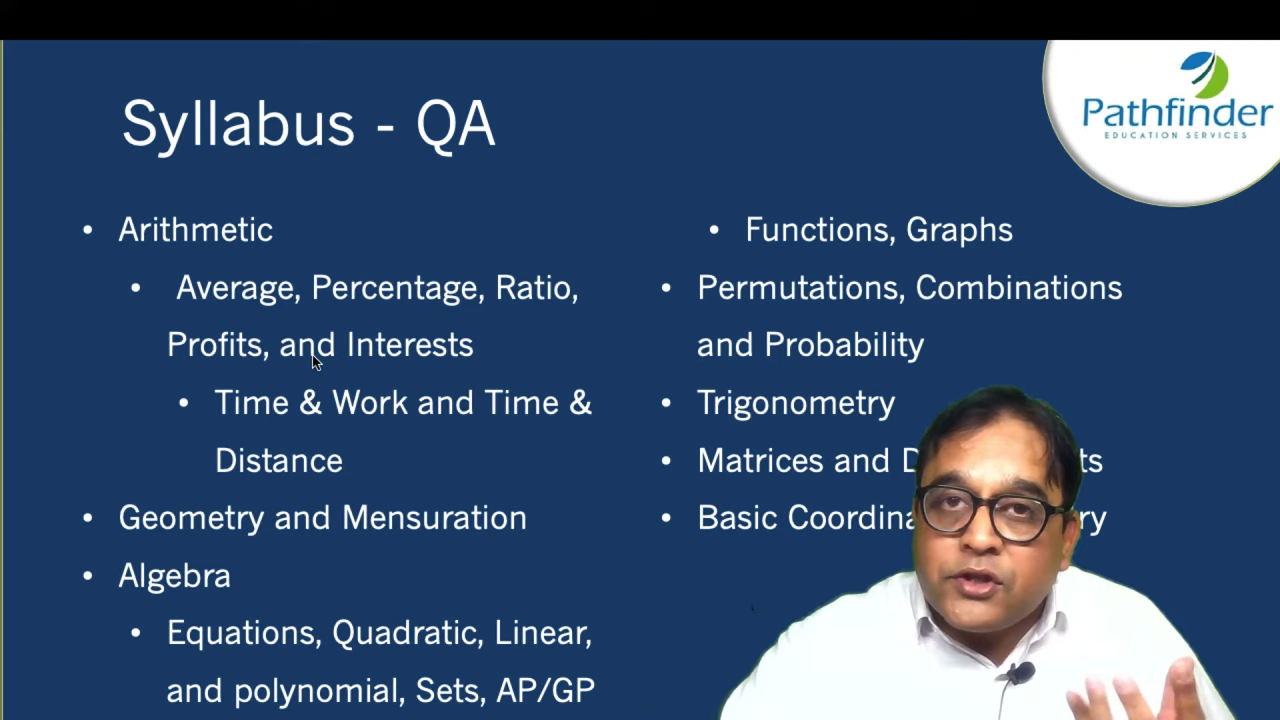 Syllabus - QA
Pathfinder
EDUCATION SERVICES
• Arithmetic
• Average, Percentage, Ratio,
Profits, and Interests
• Time & Work and Time &
Distance
• Geometry and Mensuration
• Algebra
• Equations, Quadratic, Linear,
and polynomial, Sets, AP/GP
• Functions, Graphs
• Permutations, Combinations
and Probability
• Trigonometry
• Matrices and
• Basic